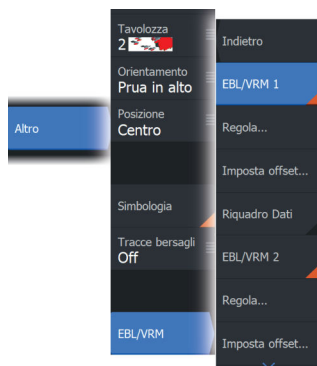 Altro
Tavolozza
2
Orientamento
Prua in alto
Posizione
Centro
Simbologia
Tracce bersagli
Off
EBL/VRM
Indietro
EBL/VRM 1
Regola...
Imposta offset...
Riquadro Dati
EBL/VRM 2
Regola...
Imposta offset...